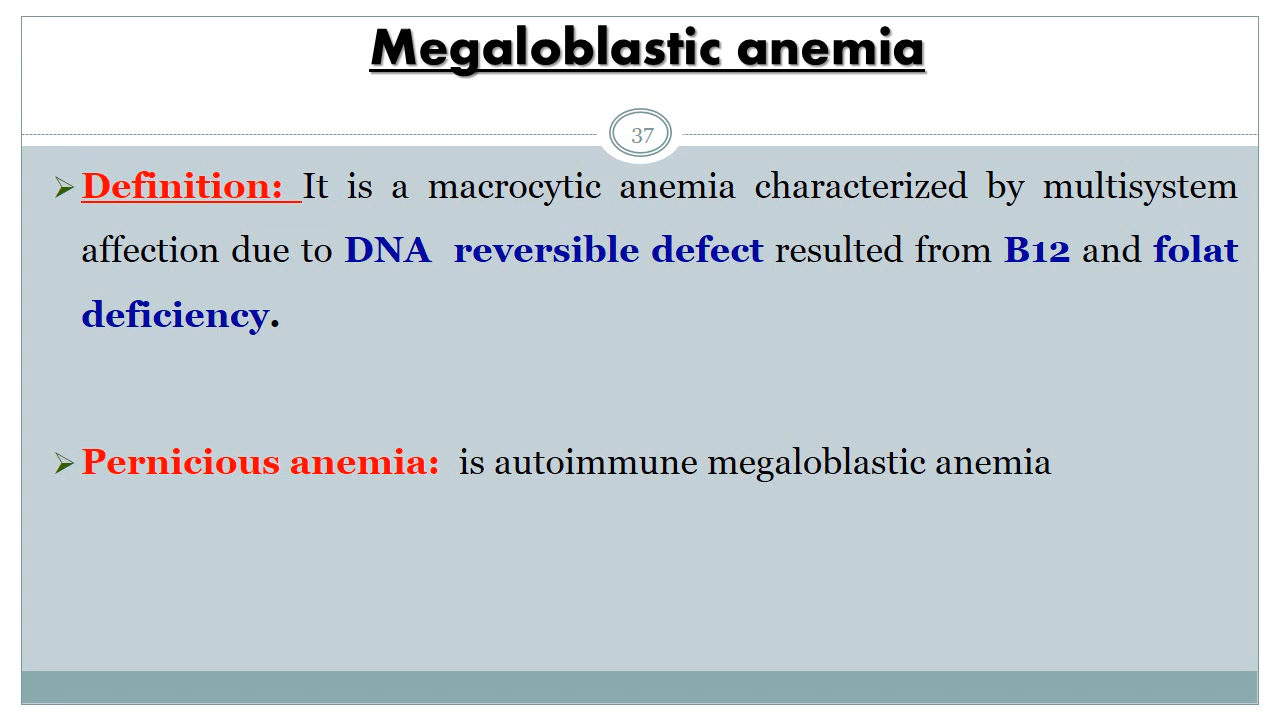 Megaloblastic anemia
37
➢ Definition: It is a macrocytic anemia characterized by multisystem
affection due to DNA reversible defect resulted from B12 and folat
deficiency.
➢ Pernicious anemia: is autoimmune megaloblastic anemia